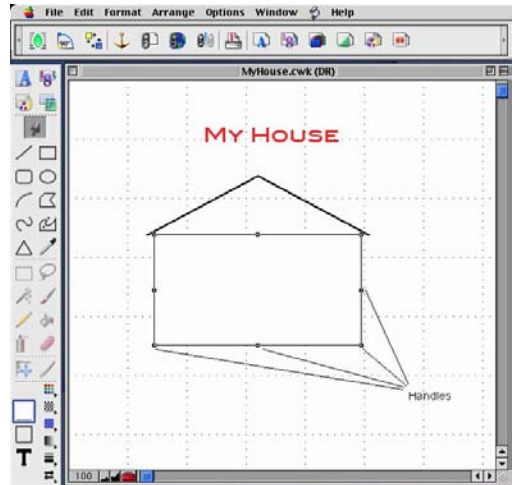 File Edit Format Arrange Options Window Help
MyHouse.cwk (DR)
My House
Handles
100